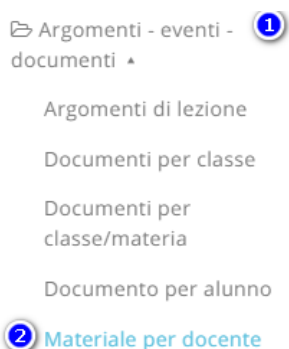 Argomenti - eventi - 1
documenti
Argomenti di lezione
Documenti per classe
Documenti per
classe/materia
Documento per alunno
2 Materiale per docente